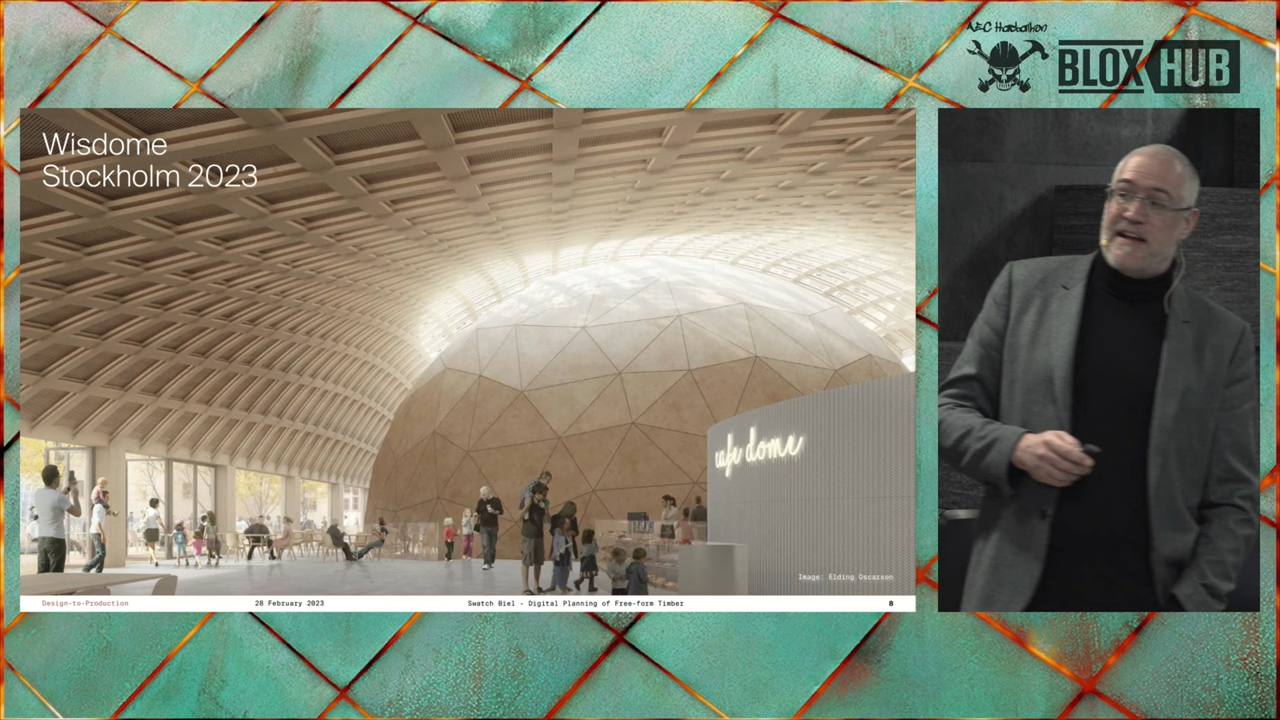 AEC Hackathon
BLOX HUB
Wisdome
Stockholm 2023
cafe dome
Image: Elding Oscarson
Design-to-Production
28 February 2023
Swatch Biel - Digital Planning of Free-form Timber
8